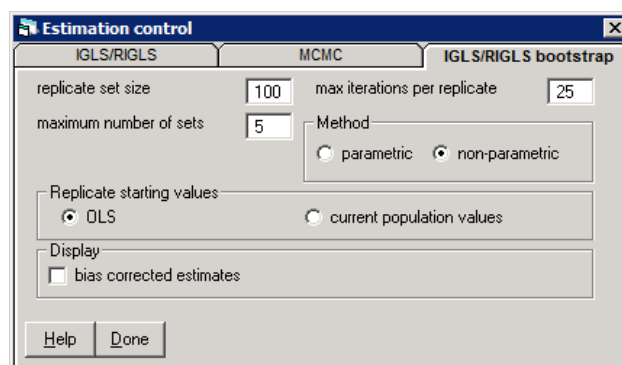 Estimation control
IGLS/RIGLS MCMC IGLS/RIGLS bootstrap
replicate set size 100 max iterations per replicate 25
maximum number of sets 5 Method
parametric non-parametric
Replicate starting values
OLS current population values
Display
bias corrected estimates
Help Done